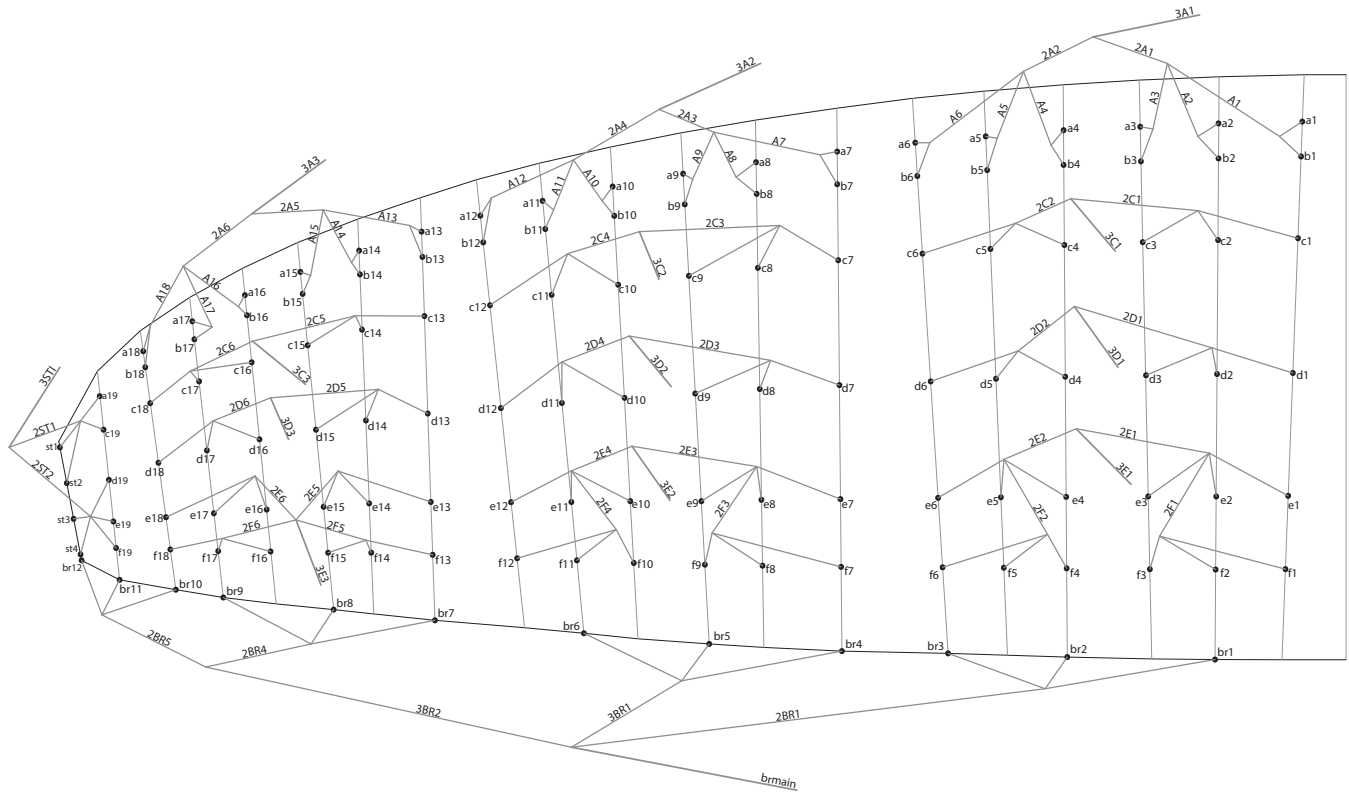 3A1
2A2
2A1
3A2
2A3
2A4
A6
A5
A4
A3
A2
A1
a6
a5
a4
a3
a2
a1
b6
b5
b4
b3
b2
b1
A12
A11
A10
A9
A8
A7
a12
a11
a10
a9
a8
a7
b12
b11
b10
b9
b8
b7
3A3
2A5
2A6
A18
A17
A16
A15
A14
A13
a18
a17
a16
a15
a14
a13
b18
b17
b16
b15
b14
b13
2C2
2C1
3C1
c6
c5
c4
c3
c2
c1
2C4
2C3
3C2
c12
c11
c10
c9
c8
c7
2C6
2C5
3C3
c18
c17
c16
c15
c14
c13
2D2
2D1
3D1
d6
d5
d4
d3
d2
d1
2D4
2D3
3D2
d12
d11
d10
d9
d8
d7
2D6
2D5
3D3
d18
d17
d16
d15
d14
d13
3STI
2ST1
2ST2
a19
c19
d19
e19
f19
st1
st2
st3
st4
2E2
2E1
3E1
e6
e5
e4
e3
e2
e1
2E4
2E3
3E2
e12
e11
e10
e9
e8
e7
2E6
2E5
e18
e17
e16
e15
e14
e13
2F2
2F1
f6
f5
f4
f3
f2
f1
2F4
2F3
f12
f11
f10
f9
f8
f7
2F6
2F5
3F3
f18
f17
f16
f15
f14
f13
br12
br11
br10
br9
br8
br7
br6
br5
br4
br3
br2
br1
2BR5
2BR4
3BR2
3BR1
2BR1
brmain